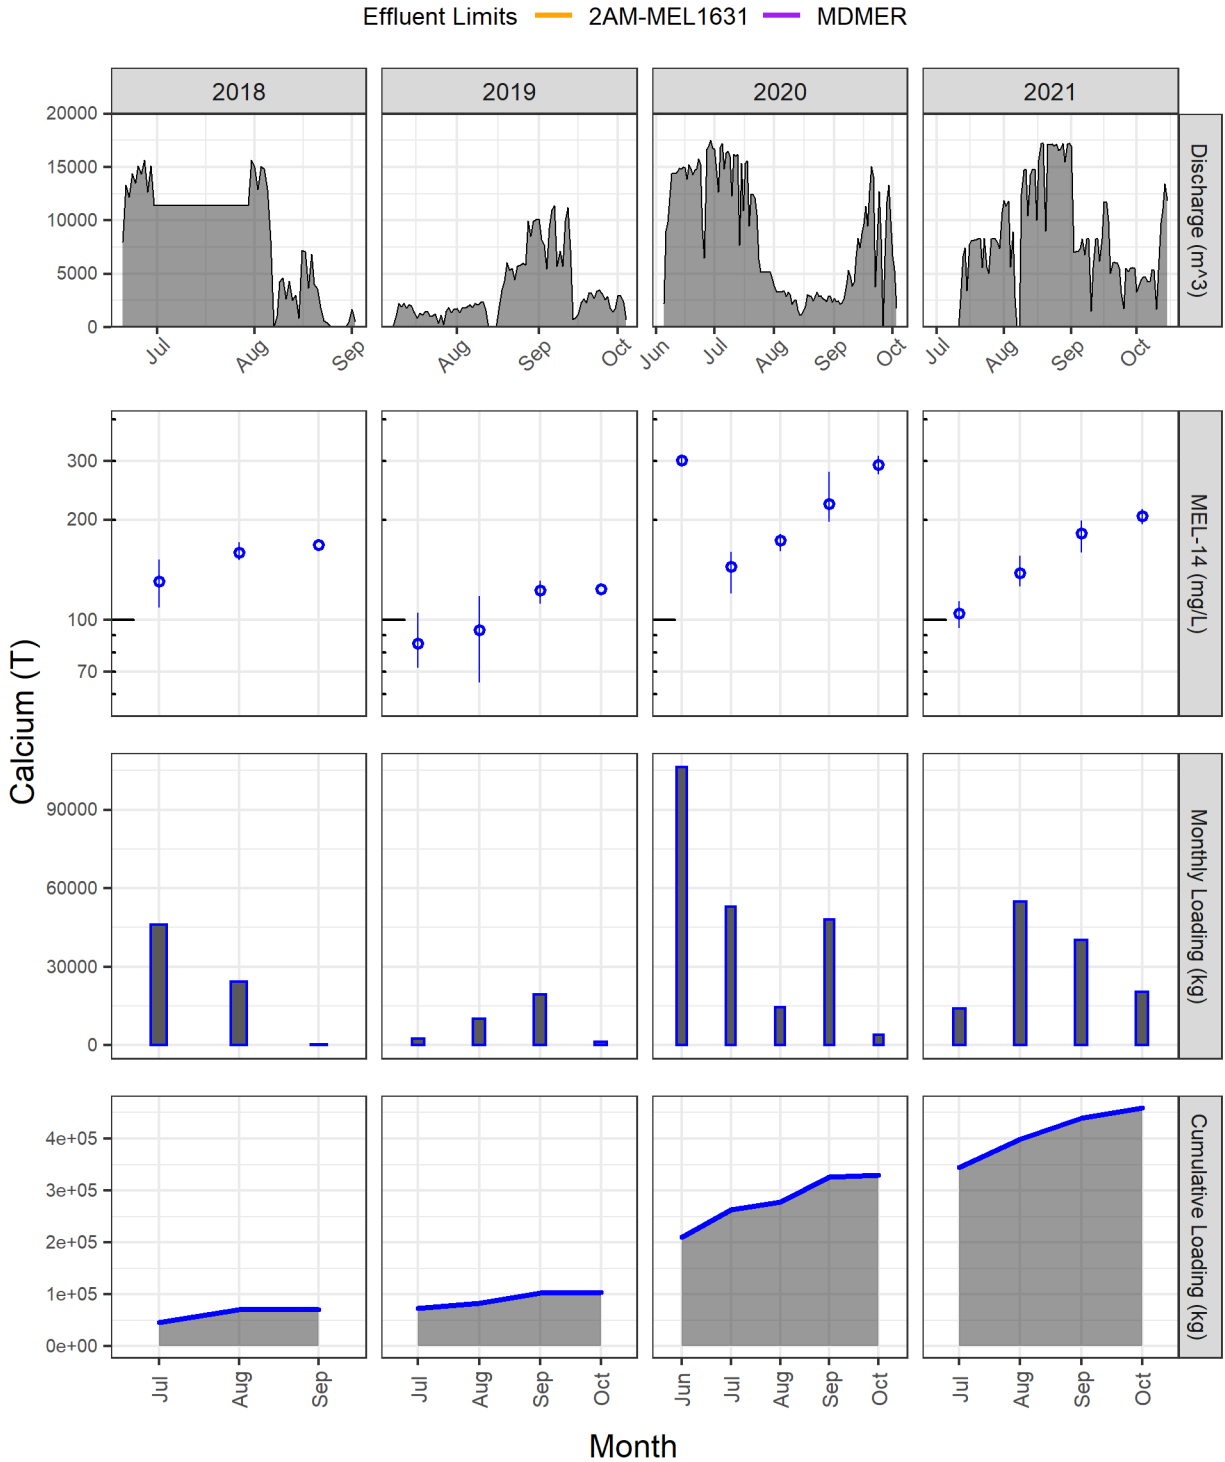 Effluent Limits 2AM-MEL1631 MDMER
2018 2019 2020 2021
20000
15000
10000
5000
0
Discharge (m^3)
Jul Aug Sep Aug Sep Oct Jun Jul Aug Sep Oct Jul Aug Sep Oct
300
200
100
70
MEL-14 (mg/L)
Calcium (T)
90000
60000
30000
0
Monthly Loading (kg)
4e+05
3e+05
2e+05
1e+05
0e+00
Cumulative Loading (kg)
Jul Aug Sep Jul Aug Sep Oct Jun Jul Aug Sep Oct Jul Aug Sep Oct
Month